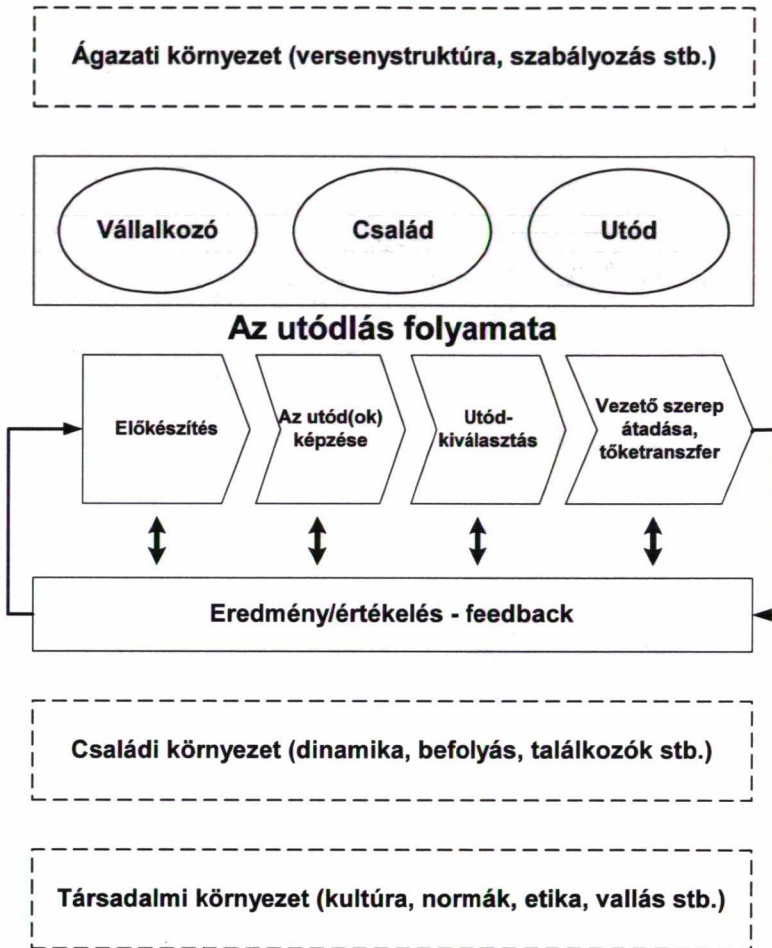 Ágazati környezet (versenystruktúra, szabályozás stb.)
Vállalkozó
Család
Utód
Az utódlás folyamata
Előkészítés
Az utód(ok)
képzése
Utód-
kiválasztás
Vezető szerep
átadása,
tőketranszfer
Eredmény/értékelés - feedback
Családi környezet (dinamika, befolyás, találkozók stb.)
Társadalmi környezet (kultúra, normák, etika, vallás stb.)